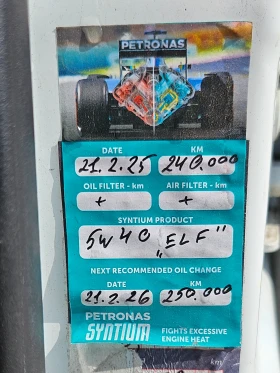 PETRONAS
DATE KM
21.2.25 240.000
OIL FILTER - km AIR FILTER - km
+ +
SYNTIUM PRODUCT
5W40 „ELF"
NEXT RECOMMENDED OIL CHANGE
DATE KM
21.2.26 250.000
PETRONAS
SYNTIUM FIGHTS EXCESSIVE
ENGINE HEAT
km